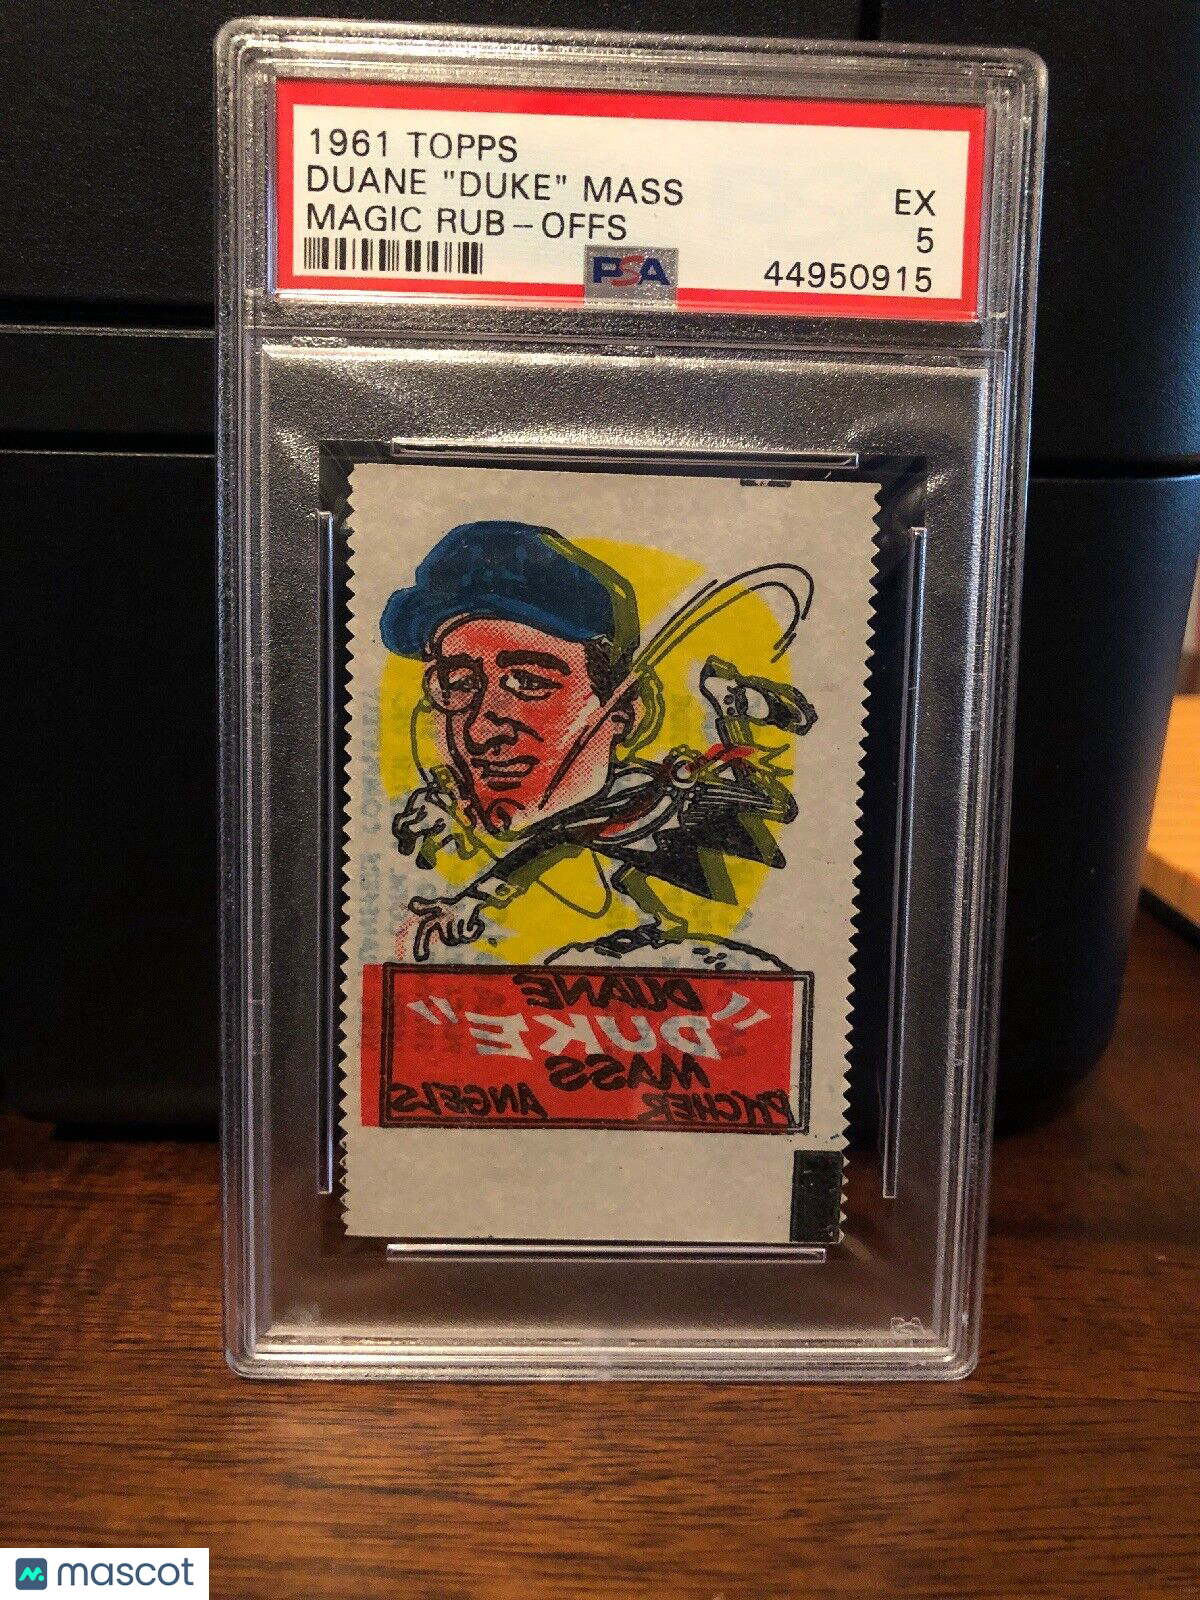 1961 TOPPS
DUANE "DUKE" MASS EX
MAGIC RUB-OFFS 5
PSA 44950915
DUANE
"DUKE"
MASS
PITCHER ANGELS
mascot